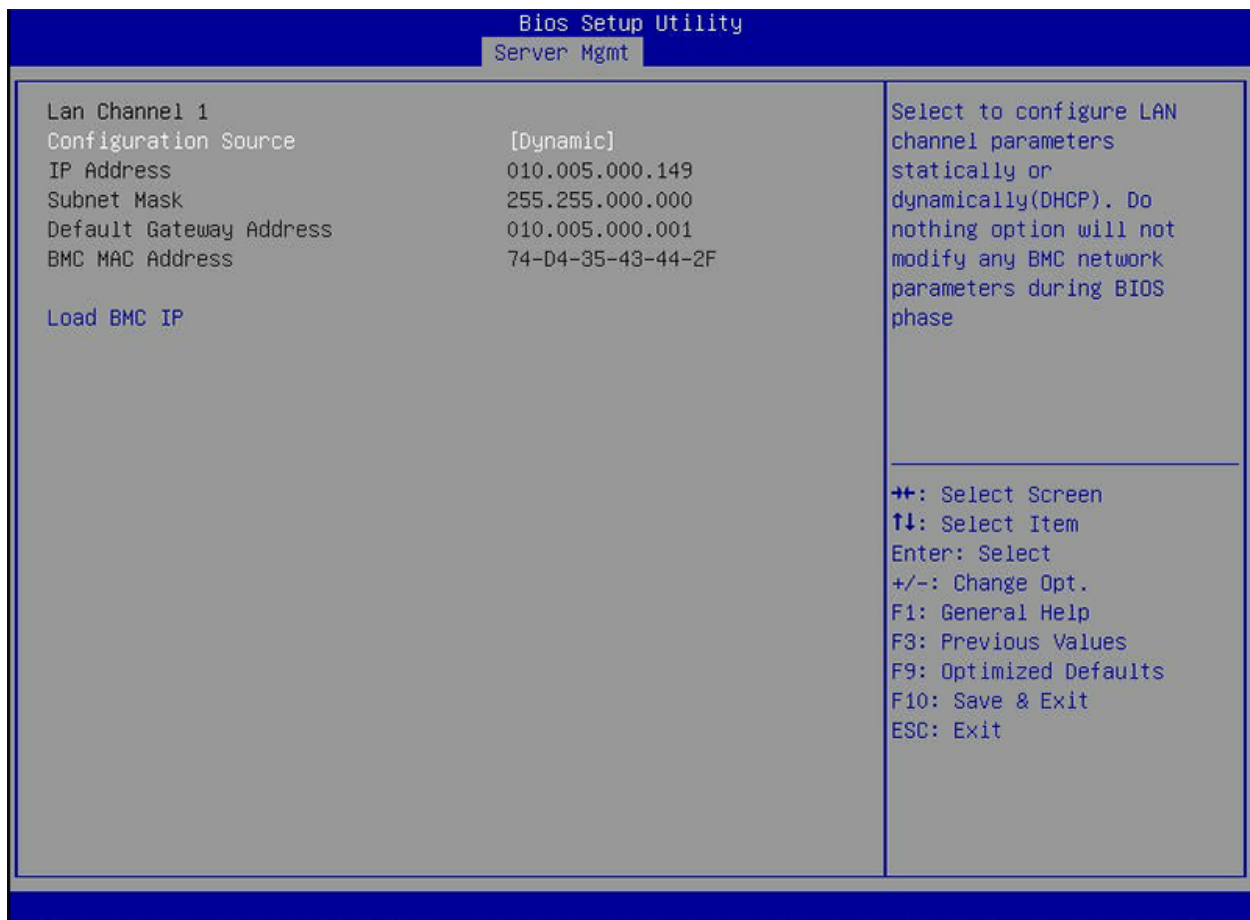 Bios Setup Utility
Server Mgmt
Lan Channel 1
Configuration Source [Dynamic]
IP Address 010.005.000.149
Subnet Mask 255.255.000.000
Default Gateway Address 010.005.000.001
BMC MAC Address 74-D4-35-43-44-2F
Load BMC IP
Select to configure LAN
channel parameters
statically or
dynamically(DHCP). Do
nothing option will not
modify any BMC network
parameters during BIOS
phase
→←: Select Screen
↑↓: Select Item
Enter: Select
+/-: Change Opt.
F1: General Help
F3: Previous Values
F9: Optimized Defaults
F10: Save & Exit
ESC: Exit